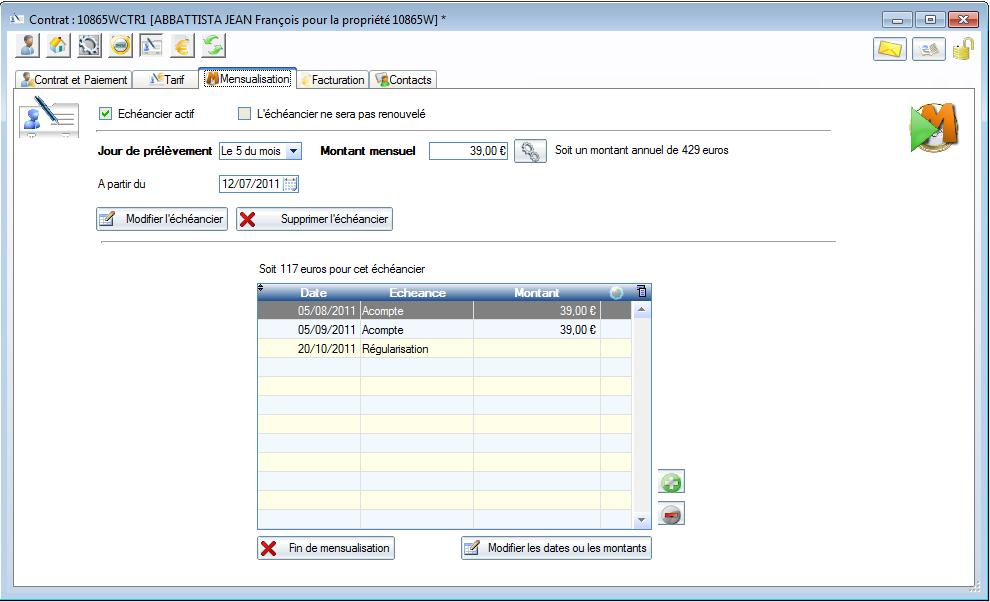 Contrat : 10865WCTR1 [ABBATTISTA JEAN François pour la propriété 10865W] *
Contrat et Paiement Tarif Mensualisation Facturation Contacts
Echéancier actif L'échéancier ne sera pas renouvelé
Jour de prélèvement Le 5 du mois Montant mensuel 39,00 € Soit un montant annuel de 429 euros
A partir du 12/07/2011
Modifier l'échéancier Supprimer l'échéancier
Soit 117 euros pour cet échéancier
Date Echeance Montant
05/08/2011 Acompte 39,00 €
05/09/2011 Acompte 39,00 €
20/10/2011 Régularisation
Fin de mensualisation Modifier les dates ou les montants